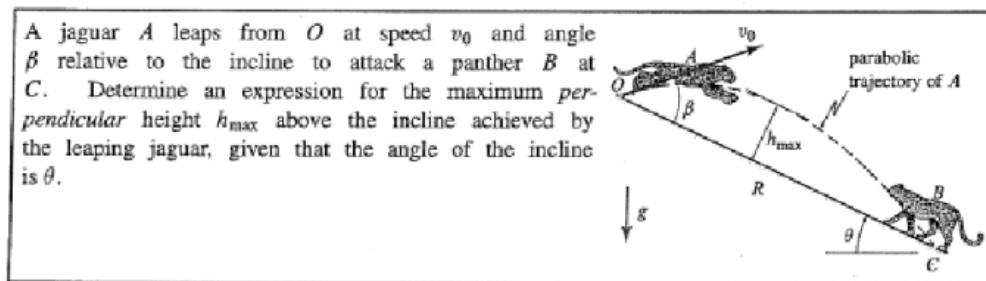 A jaguar A leaps from O at speed v₀ and angle
β relative to the incline to attack a panther B at
C. Determine an expression for the maximum per-
pendicular height hmax above the incline achieved by
the leaping jaguar, given that the angle of the incline
is θ.
v₀
A
parabolic
trajectory of A
O
β
hmax
R
B
g
θ
C